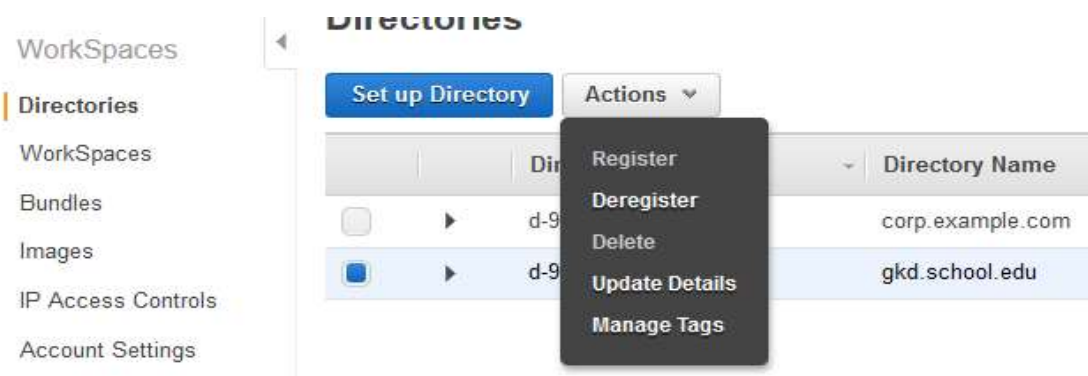 WorkSpaces
Directories
WorkSpaces
Bundles
Images
IP Access Controls
Account Settings
Directories
Set up Directory
Actions
Register
Deregister
Delete
Update Details
Manage Tags
Dir
Directory Name
d-9
corp.example.com
d-9
gkd.school.edu